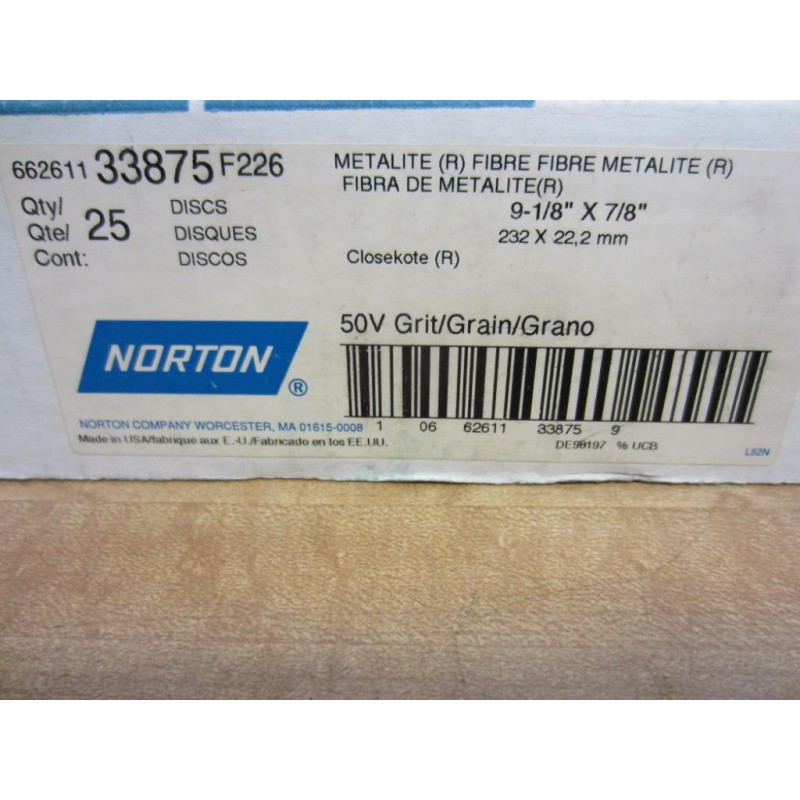 662611 33875 F226
METALITE (R) FIBRE FIBRE METALITE (R)
FIBRA DE METALITE(R)
Qty/
Qte/ 25
Cont:
DISCS
DISQUES
DISCOS
9-1/8" X 7/8"
232 X 22,2 mm
Closekote (R)
50V Grit/Grain/Grano
NORTON®
NORTON COMPANY WORCESTER, MA 01615-0008
Made in USA/fabrique aux E.-U./Fabricado en los EE.UU.
1 06 62611 33875 9
DE98197 % UCB
L52N